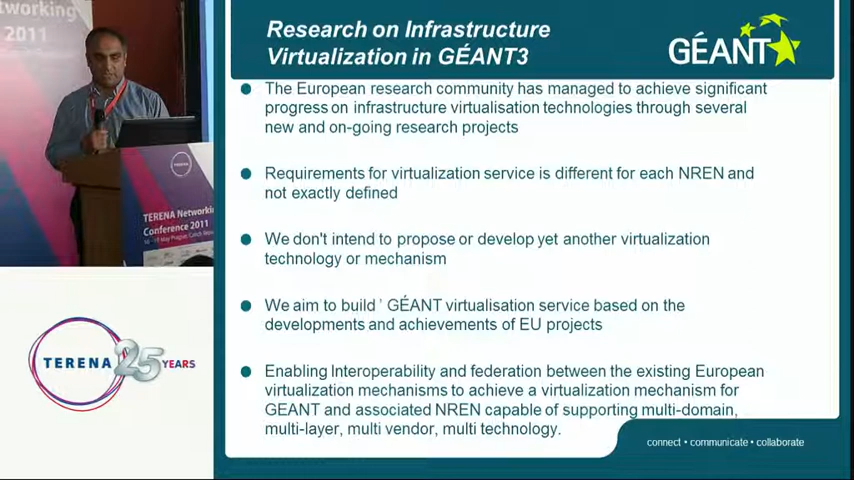 Networking
2011
TERENA Networkin
Conference 2011
TERENA 25 YEARS
Research on Infrastructure
Virtualization in GÉANT3
GÉANT
The European research community has managed to achieve significant
progress on infrastructure virtualisation technologies through several
new and on-going research projects
Requirements for virtualization service is different for each NREN and
not exactly defined
We don't intend to propose or develop yet another virtualization
technology or mechanism
We aim to build ' GÉANT virtualisation service based on the
developments and achievements of EU projects
Enabling Interoperability and federation between the existing European
virtualization mechanisms to achieve a virtualization mechanism for
GEANT and associated NREN capable of supporting multi-domain,
multi-layer, multi vendor, multi technology.
connect • communicate • collaborate